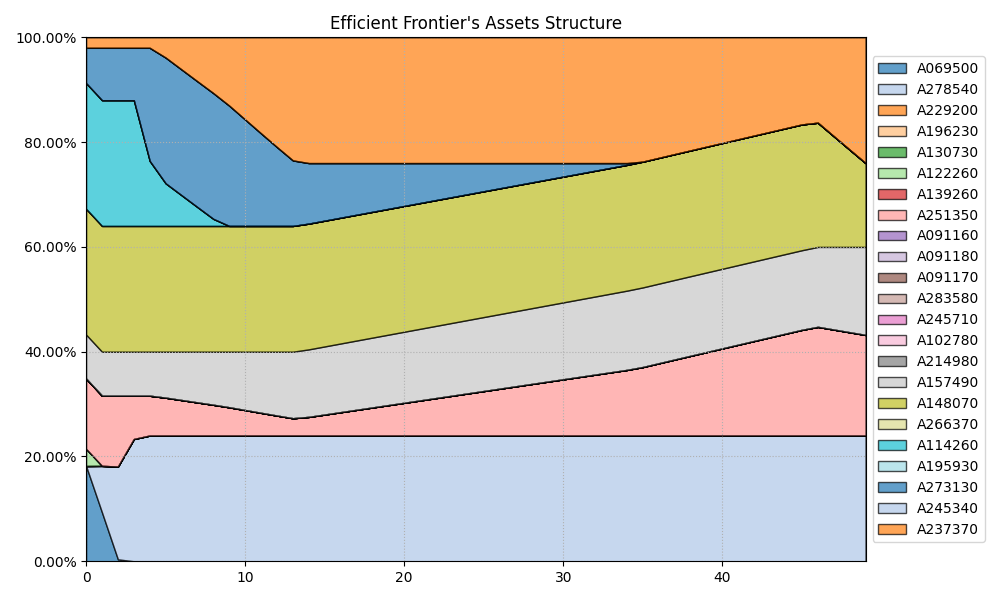 Efficient Frontier's Assets Structure
100.00%
80.00%
60.00%
40.00%
20.00%
0.00%
0
10
20
30
40
A069500
A278540
A229200
A196230
A130730
A122260
A139260
A251350
A091160
A091180
A091170
A283580
A245710
A102780
A214980
A157490
A148070
A266370
A114260
A195930
A273130
A245340
A237370